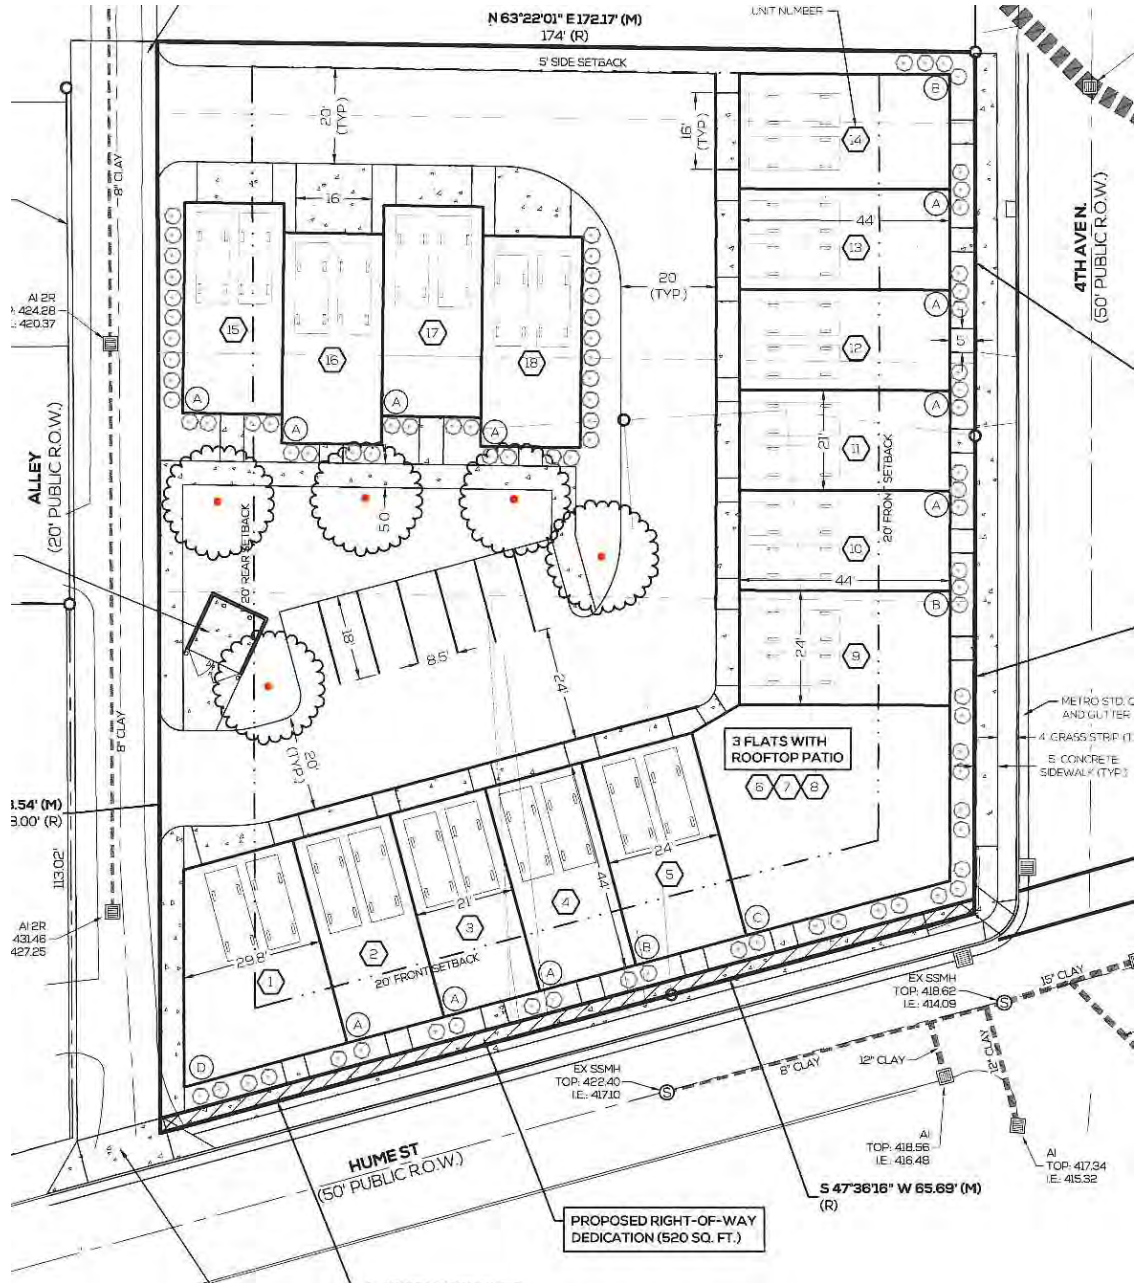 UNIT NUMBER
N 63°22'01" E 172.17' (M)
174' (R)
5' SIDE SETBACK
20'
(TYP.)
16'
(TYP.)
B
14
8" CLAY
16'
A
44'
13
4TH AVE N.
(50' PUBLIC R.O.W.)
20
(TYP.)
AI 2R
424.28
420.37
15
16
17
18
A
12
5'
A
A
A
A
A
11
21'
20' FRONT SETBACK
ALLEY
(20' PUBLIC R.O.W.)
20' REAR SETBACK
50
A
10
44'
B
18'
8.5'
24'
24'
9
8" CLAY
20'
(TYP.)
METRO STD.
AND GUTTER
4' GRASS STRIP
5' CONCRETE
SIDEWALK (TYP.)
3 FLATS WITH
ROOFTOP PATIO
6 7 8
.54' (M)
.00' (R)
113.02'
24'
5
44'
4
21'
3
2
29.8'
1
20' FRONT SETBACK
AI 2R
431.46
427.25
C
B
A
A
A
D
EX SSMH
TOP: 418.62
I.E.: 414.09
S
15" CLAY
12" CLAY
12" CLAY
8" CLAY
EX SSMH
TOP: 422.40
I.E.: 417.10
S
HUME ST
(50' PUBLIC R.O.W.)
AI
TOP: 418.56
I.E.: 416.48
AI
TOP: 417.34
I.E.: 415.32
S 47°36'16" W 65.69' (M)
(R)
PROPOSED RIGHT-OF-WAY
DEDICATION (520 SQ. FT.)